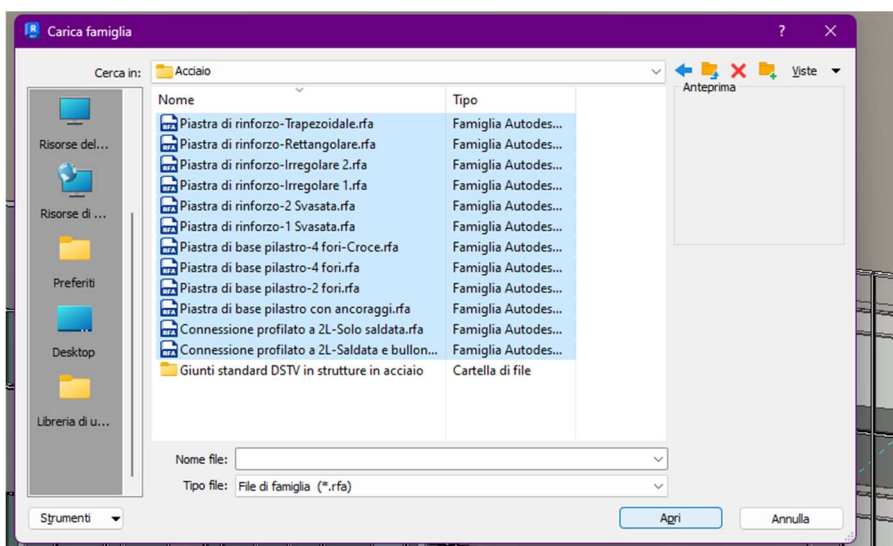 Carica famiglia
Cerca in: Acciaio
Viste
Anteprima
Nome Tipo
Piastra di rinforzo-Trapezoidale.rfa Famiglia Autodes...
Piastra di rinforzo-Rettangolare.rfa Famiglia Autodes...
Piastra di rinforzo-Irregolare 2.rfa Famiglia Autodes...
Piastra di rinforzo-Irregolare 1.rfa Famiglia Autodes...
Piastra di rinforzo-2 Svasata.rfa Famiglia Autodes...
Piastra di rinforzo-1 Svasata.rfa Famiglia Autodes...
Piastra di base pilastro-4 fori-Croce.rfa Famiglia Autodes...
Piastra di base pilastro-4 fori.rfa Famiglia Autodes...
Piastra di base pilastro-2 fori.rfa Famiglia Autodes...
Piastra di base pilastro con ancoraggi.rfa Famiglia Autodes...
Connessione profilato a 2L-Solo saldata.rfa Famiglia Autodes...
Connessione profilato a 2L-Saldata e bullon... Famiglia Autodes...
Giunti standard DSTV in strutture in acciaio Cartella di file
Risorse del...
Risorse di ...
Preferiti
Desktop
Libreria di u...
Nome file:
Tipo file: File di famiglia (*.rfa)
Strumenti
Apri
Annulla